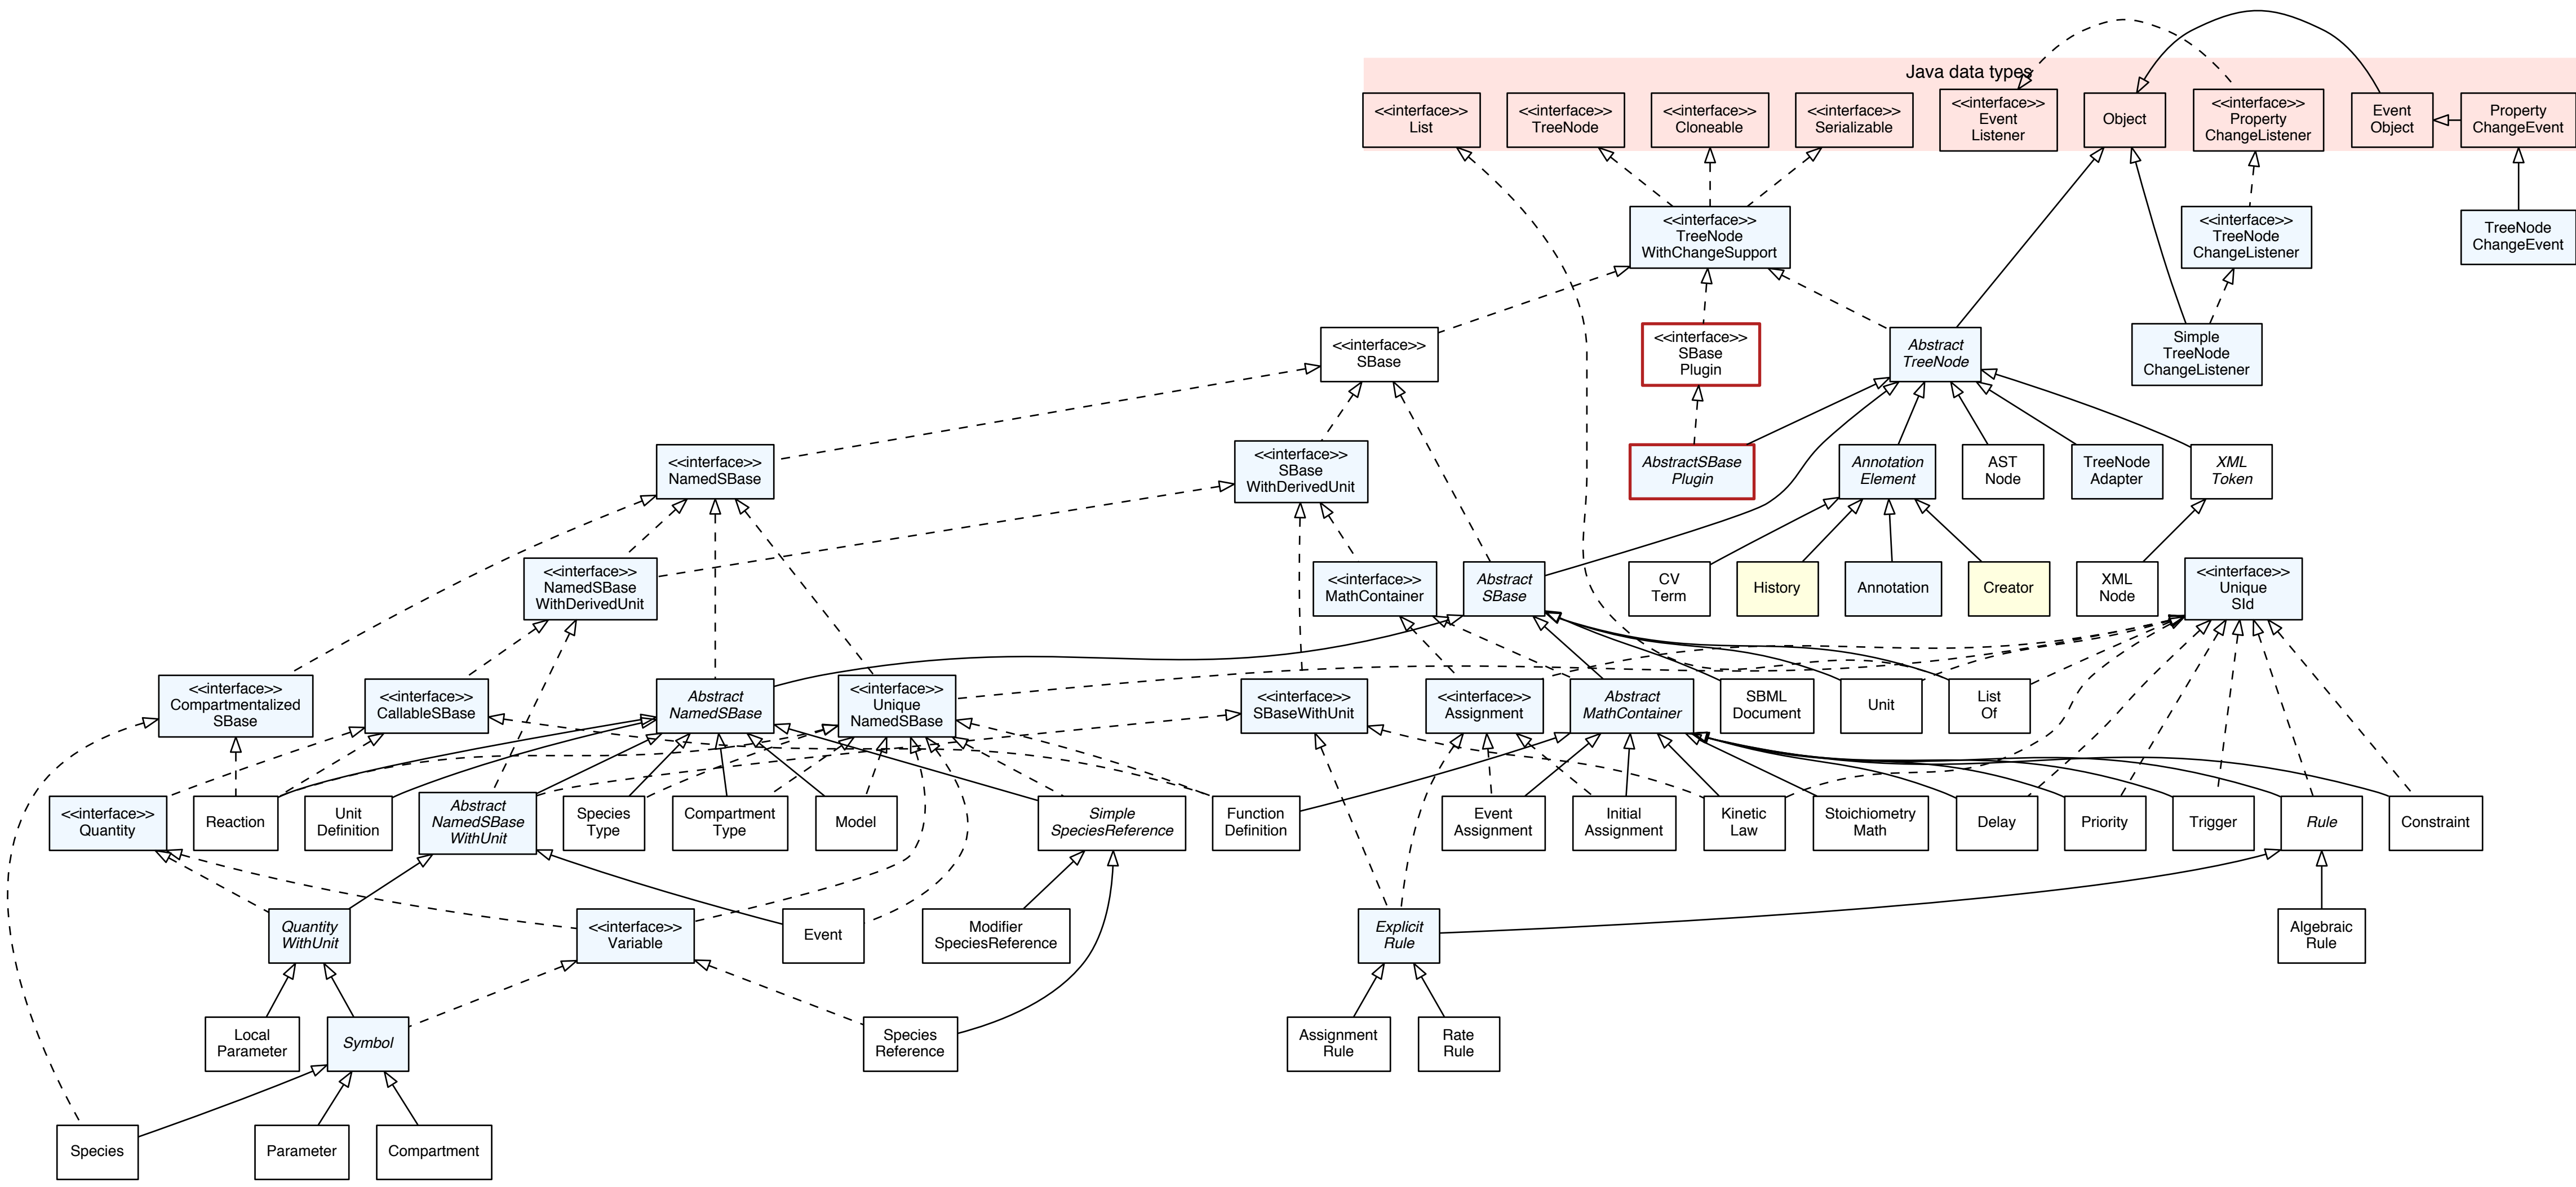 Java data types
<<interface>>
List
<<interface>>
TreeNode
<<interface>>
Cloneable
<<interface>>
Serializable
<<interface>>
Event
Listener
Object
<<interface>>
Property
ChangeListener
Event
Object
Property
ChangeEvent
<<interface>>
TreeNode
WithChangeSupport
<<interface>>
TreeNode
ChangeListener
TreeNode
ChangeEvent
<<interface>>
SBase
<<interface>>
SBase
Plugin
Abstract
TreeNode
Simple
TreeNode
ChangeListener
<<interface>>
NamedSBase
<<interface>>
SBase
WithDerivedUnit
AbstractSBase
Plugin
Annotation
Element
AST
Node
TreeNode
Adapter
XML
Token
<<interface>>
NamedSBase
WithDerivedUnit
<<interface>>
MathContainer
Abstract
SBase
CV
Term
History
Annotation
Creator
XML
Node
<<interface>>
Unique
SId
<<interface>>
Compartmentalized
SBase
<<interface>>
CallableSBase
Abstract
NamedSBase
<<interface>>
Unique
NamedSBase
<<interface>>
SBaseWithUnit
<<interface>>
Assignment
Abstract
MathContainer
SBML
Document
Unit
List
Of
<<interface>>
Quantity
Reaction
Unit
Definition
Abstract
NamedSBase
WithUnit
Species
Type
Compartment
Type
Model
Simple
SpeciesReference
Function
Definition
Event
Assignment
Initial
Assignment
Kinetic
Law
Stoichiometry
Math
Delay
Priority
Trigger
Rule
Constraint
Quantity
WithUnit
<<interface>>
Variable
Event
Modifier
SpeciesReference
Explicit
Rule
Algebraic
Rule
Local
Parameter
Symbol
Species
Reference
Assignment
Rule
Rate
Rule
Species
Parameter
Compartment